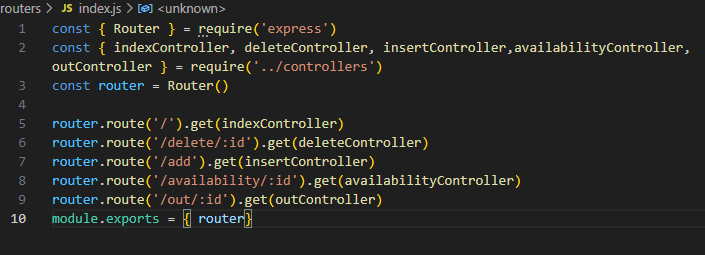 routers > JS index.js > <unknown>
1 const { Router } = require('express')
2 const { indexController, deleteController, insertController,availabilityController,
outController } = require('../controllers')
3 const router = Router()
4
5 router.route('/').get(indexController)
6 router.route('/delete/:id').get(deleteController)
7 router.route('/add').get(insertController)
8 router.route('/availability/:id').get(availabilityController)
9 router.route('/out/:id').get(outController)
10 module.exports = { router}